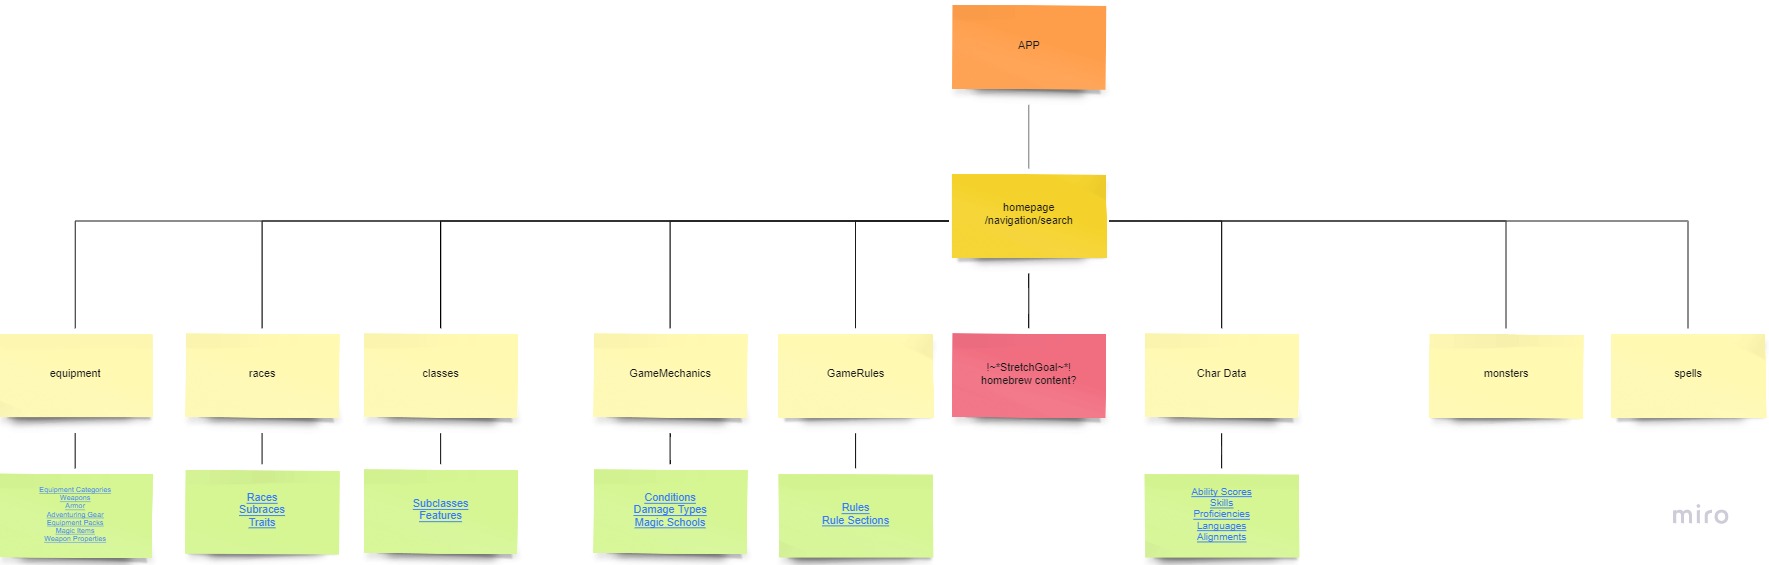 APP
homepage
/navigation/search
equipment
races
classes
GameMechanics
GameRules
!~*StretchGoal~*!
homebrew content?
Char Data
monsters
spells
Equipment Categories
Weapons
Armor
Adventuring Gear
Equipment Packs
Magic Items
Weapon Properties
Races
Subraces
Traits
Subclasses
Features
Conditions
Damage Types
Magic Schools
Rules
Rule Sections
Ability Scores
Skills
Proficiencies
Languages
Alignments
miro